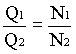 Q1/Q2 = N1/N2